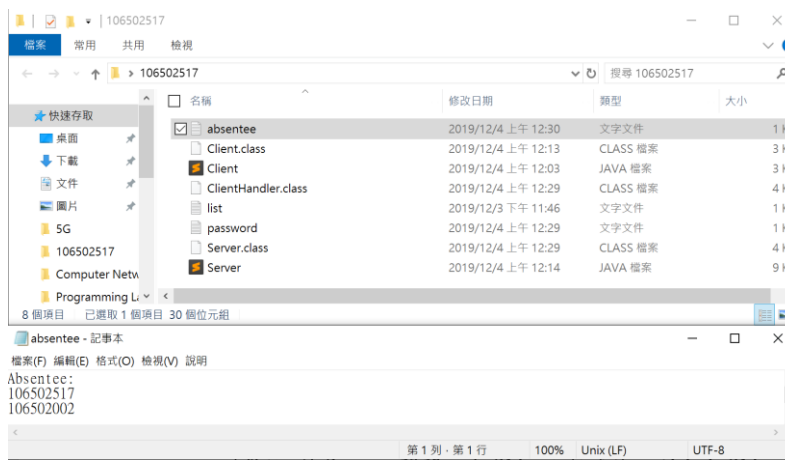 106502517
檔案 常用 共用 檢視
106502517 搜尋 106502517
名稱 修改日期 類型 大小
快速存取
桌面
下載
文件
圖片
5G
106502517
Computer Netw
Programming La
absentee 2019/12/4 上午 12:30 文字文件 1 K
Client.class 2019/12/4 上午 12:13 CLASS 檔案 3 K
Client 2019/12/4 上午 12:03 JAVA 檔案 3 K
ClientHandler.class 2019/12/4 上午 12:29 CLASS 檔案 4 K
list 2019/12/3 下午 11:46 文字文件 1 K
password 2019/12/4 上午 12:29 文字文件 1 K
Server.class 2019/12/4 上午 12:29 CLASS 檔案 4 K
Server 2019/12/4 上午 12:14 JAVA 檔案 9 K
8 個項目 已選取 1 個項目 30 個位元組
absentee - 記事本
檔案(F) 編輯(E) 格式(O) 檢視(V) 說明
Absentee:
106502517
106502002
第 1 列，第 1 行 100% Unix (LF) UTF-8